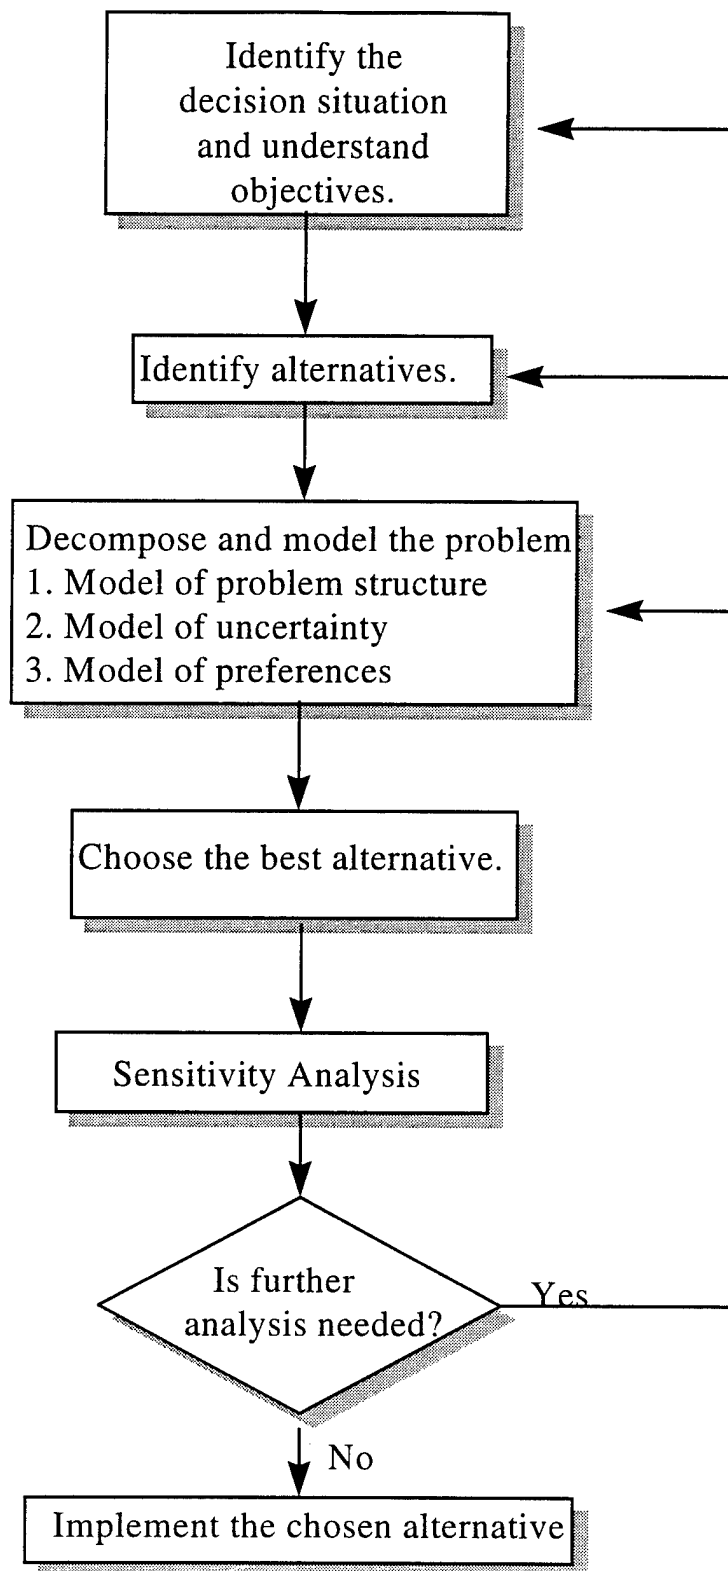 Identify the
decision situation
and understand
objectives.
Identify alternatives.
Decompose and model the problem
1. Model of problem structure
2. Model of uncertainty
3. Model of preferences
Choose the best alternative.
Sensitivity Analysis
Is further
analysis needed?
Yes
No
Implement the chosen alternative